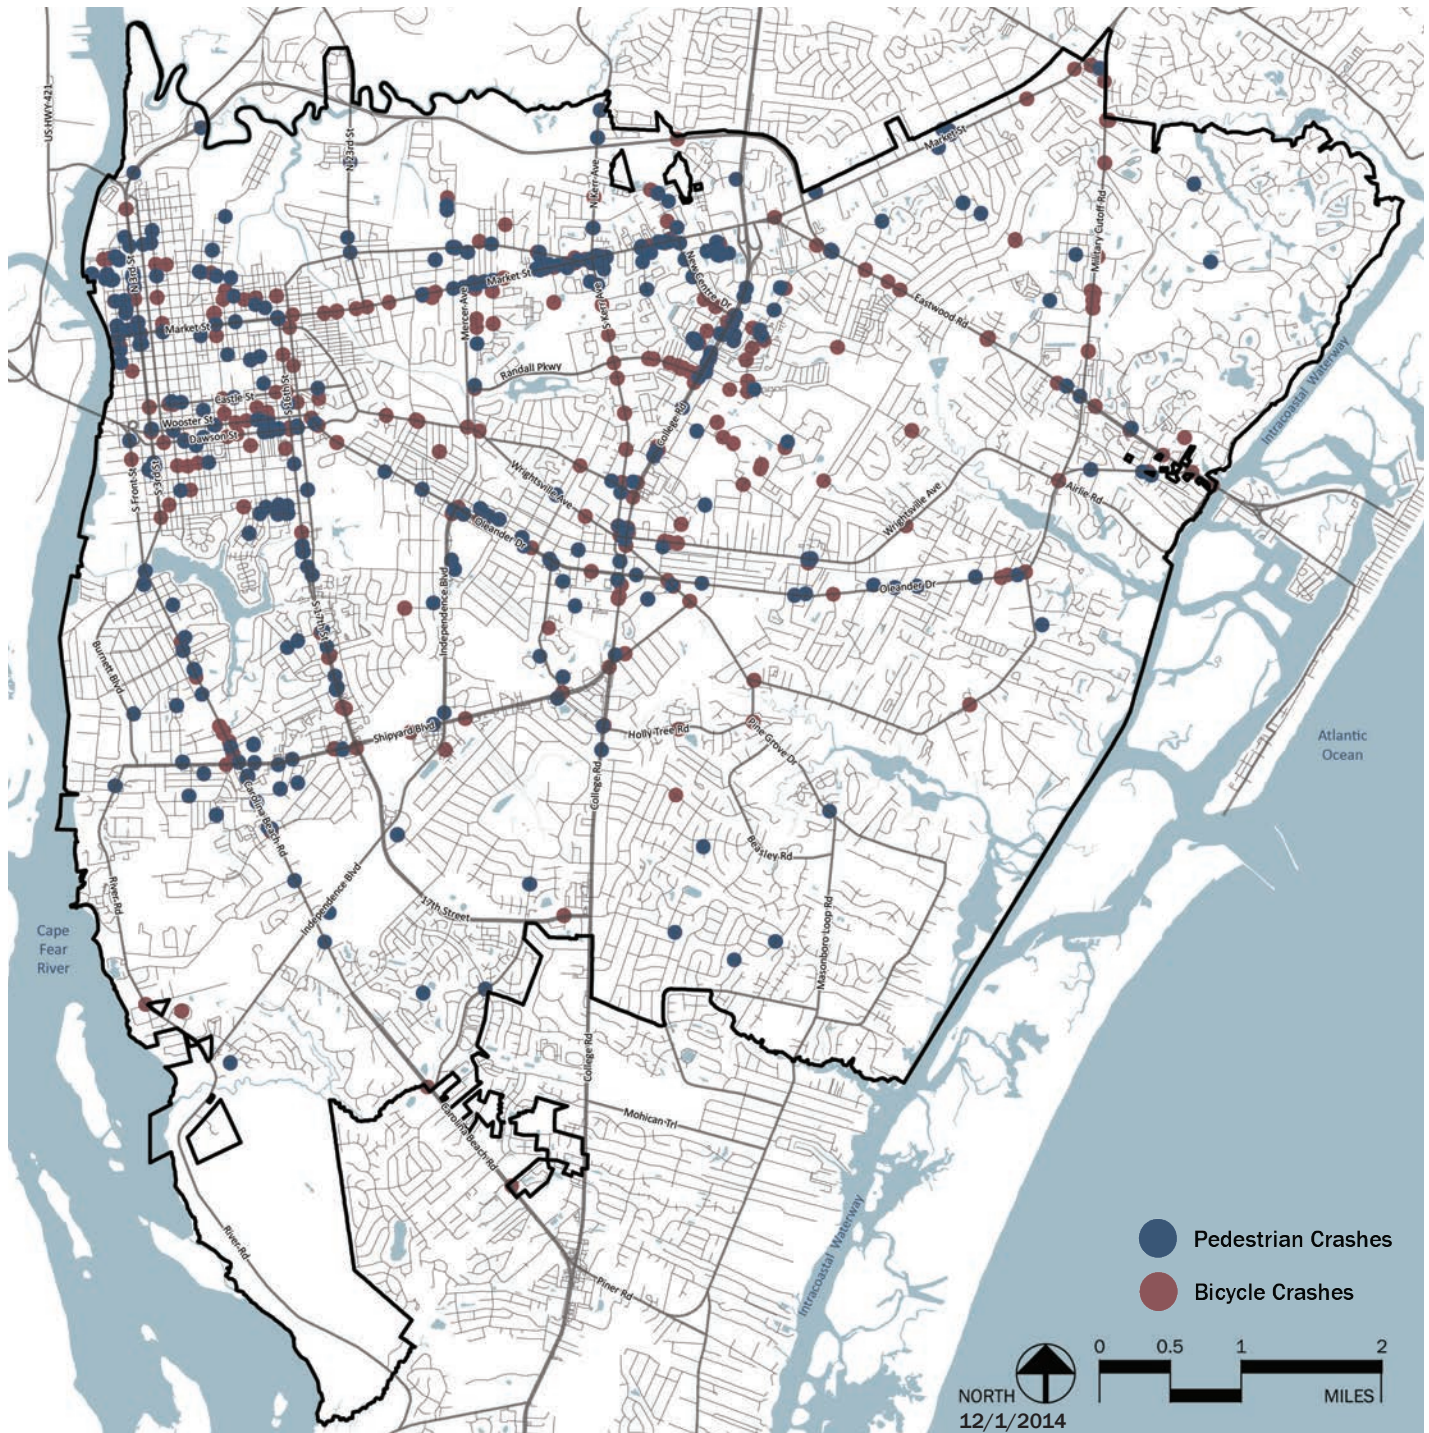 US HWY 421
N 23rd St
N Kerr Ave
Market St
Military Cutoff Rd
N 3rd St
New Centre Dr
Market St
Mercer Ave
S Kerr Ave
Eastwood Rd
Market St
Randall Pkwy
Intracoastal Waterway
S 16th St
Castle St
Wooster St
Dawson St
College Rd
S Front St
S 3rd St
Wrightsville Ave
Airlie Rd
Wrightsville Ave
Oleander Dr
Independence Blvd
Oleander Dr
S 17th St
Burnett Blvd
Shipyard Blvd
Holly Tree Rd
Pine Grove Dr
Atlantic
Ocean
College Rd
Carolina Beach Rd
Beasley Rd
River Rd
Independence Blvd
17th Street
Masonboro Loop Rd
Cape
Fear
River
College Rd
Carolina Beach Rd
Mohican Trl
River Rd
Intracoastal Waterway
Piner Rd
Pedestrian Crashes
Bicycle Crashes
0 0.5 1 2
NORTH
MILES
12/1/2014